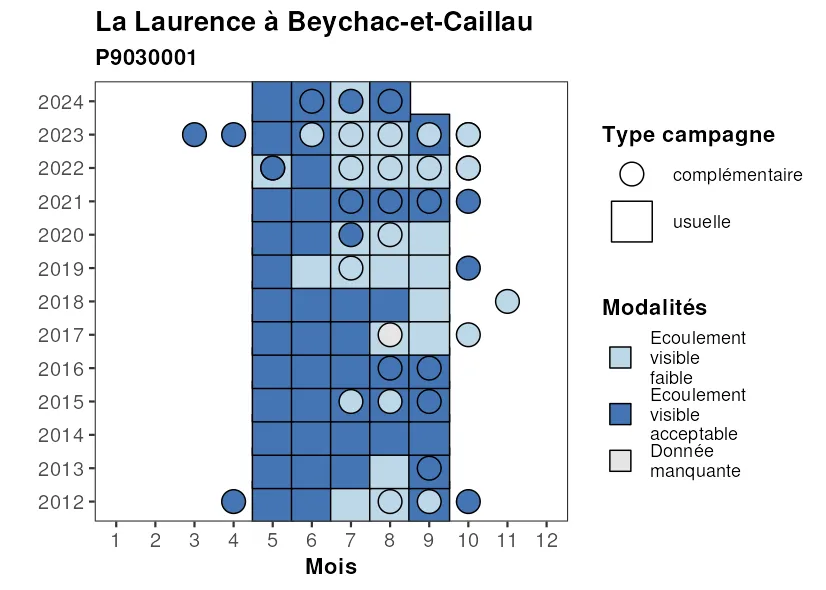 La Laurence à Beychac-et-Caillau
P9030001
2024
2023
2022
2021
2020
2019
2018
2017
2016
2015
2014
2013
2012
1 2 3 4 5 6 7 8 9 10 11 12
Mois
Type campagne
complémentaire
usuelle
Modalités
Ecoulement
visible
faible
Ecoulement
visible
acceptable
Donnée
manquante